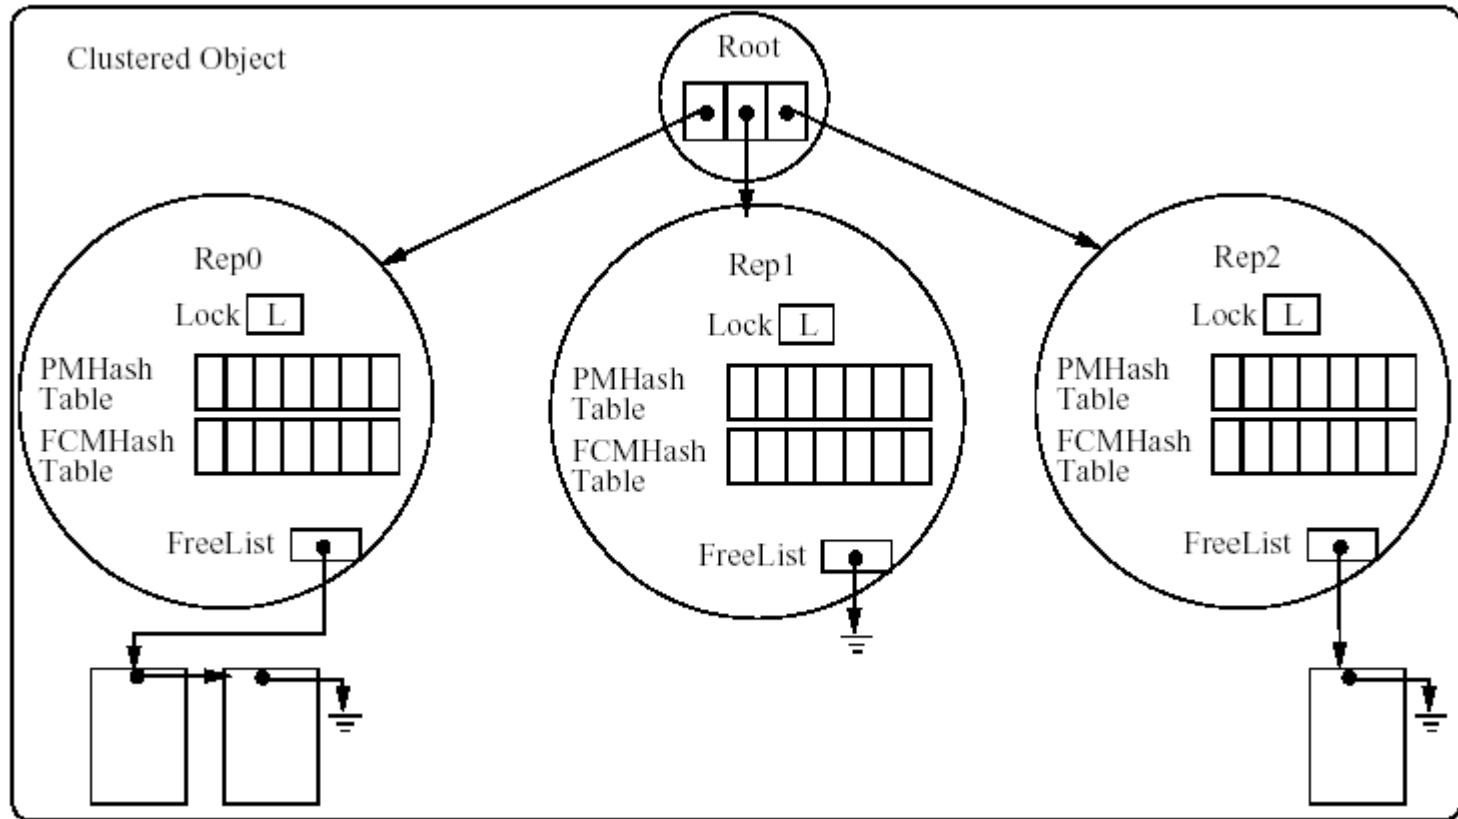 Clustered Object
Root
Rep0
Lock L
PMHash
Table
FCMHash
Table
FreeList
Rep1
Lock L
PMHash
Table
FCMHash
Table
FreeList
Rep2
Lock L
PMHash
Table
FCMHash
Table
FreeList